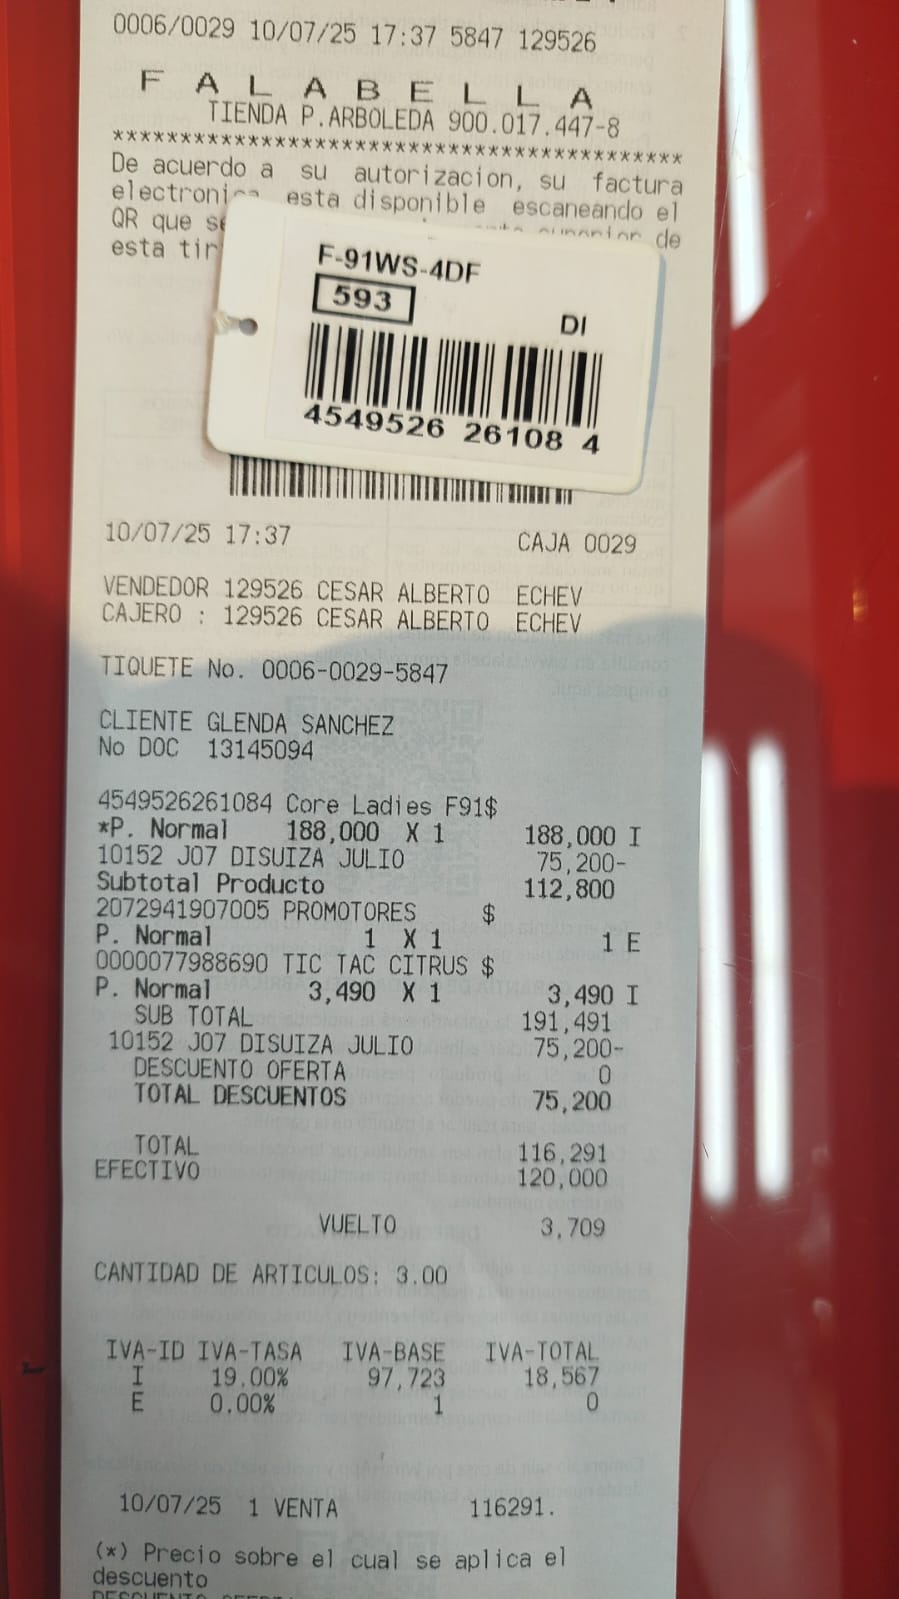 0006/0029 10/07/25 17:37 5847 129526
F A L A B E L L A
TIENDA P.ARBOLEDA 900.017.447-8
*******************************************
De acuerdo a su autorizacion, su factura
electronica esta disponible escaneando el
QR que se superior de
esta tir
F-91WS-4DF
593
DI
4549526 26108 4
10/07/25 17:37 CAJA 0029
VENDEDOR 129526 CESAR ALBERTO ECHEV
CAJERO : 129526 CESAR ALBERTO ECHEV
TIQUETE No. 0006-0029-5847
CLIENTE GLENDA SANCHEZ
No DOC 13145094
4549526261084 Core Ladies F91$
*P. Normal 188,000 X 1 188,000 I
10152 J07 DISUIZA JULIO 75,200-
Subtotal Producto 112,800
2072941907005 PROMOTORES $
P. Normal 1 X 1 1 E
0000077988690 TIC TAC CITRUS $
P. Normal 3,490 X 1 3,490 I
SUB TOTAL 191,491
10152 J07 DISUIZA JULIO 75,200-
DESCUENTO OFERTA 0
TOTAL DESCUENTOS 75,200
TOTAL 116,291
EFECTIVO 120,000
VUELTO 3,709
CANTIDAD DE ARTICULOS: 3.00
IVA-ID IVA-TASA IVA-BASE IVA-TOTAL
I 19.00% 97,723 18,567
E 0.00% 1 0
10/07/25 1 VENTA 116291.
(*) Precio sobre el cual se aplica el
descuento